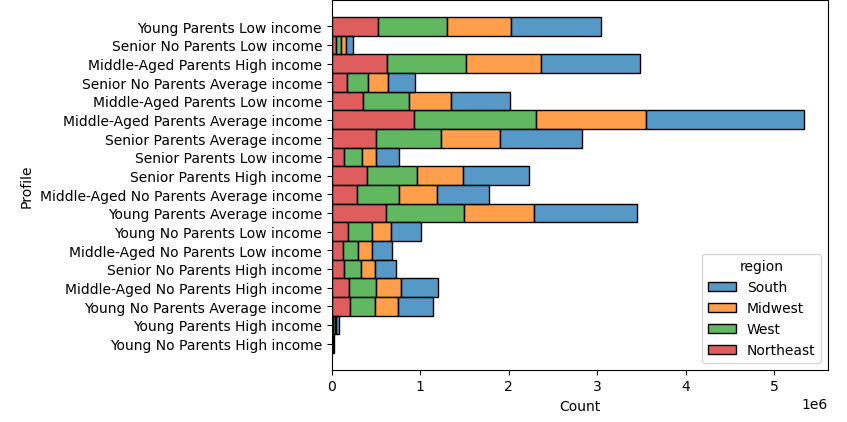 Profile
Young Parents Low income
Senior No Parents Low income
Middle-Aged Parents High income
Senior No Parents Average income
Middle-Aged Parents Low income
Middle-Aged Parents Average income
Senior Parents Average income
Senior Parents Low income
Senior Parents High income
Middle-Aged No Parents Average income
Young Parents Average income
Young No Parents Low income
Middle-Aged No Parents Low income
Senior No Parents High income
Middle-Aged No Parents High income
Young No Parents Average income
Young Parents High income
Young No Parents High income
region
South
Midwest
West
Northeast
0 1 2 3 4 5
Count
1e6